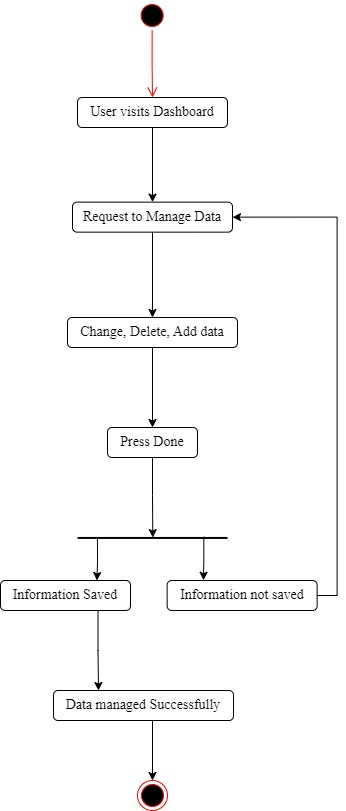 User visits Dashboard
Request to Manage Data
Change, Delete, Add data
Press Done
Information Saved
Information not saved
Data managed Successfully